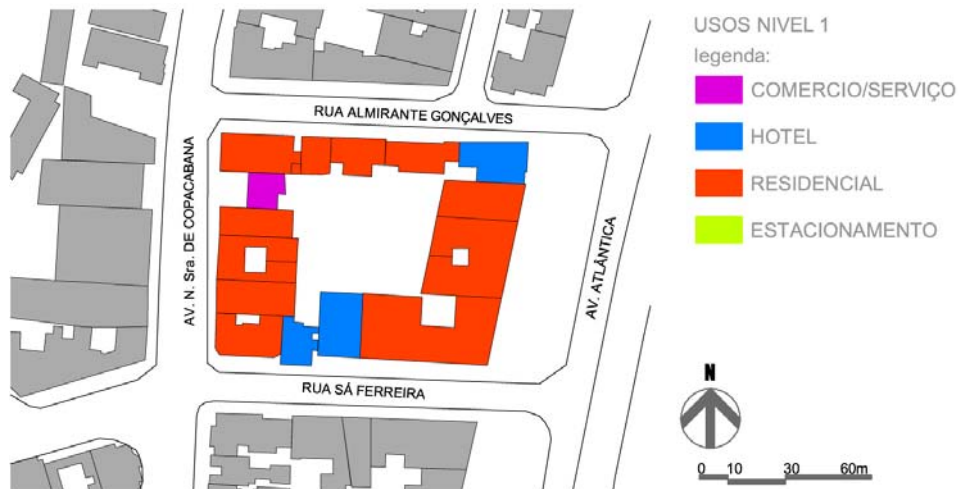 USOS NIVEL 1
legenda:
COMERCIO/SERVIÇO
HOTEL
RESIDENCIAL
ESTACIONAMENTO
RUA ALMIRANTE GONÇALVES
AV. N. Sra. DE COPACABANA
AV. ATLÂNTICA
RUA SÁ FERREIRA
N
0 10 30 60m